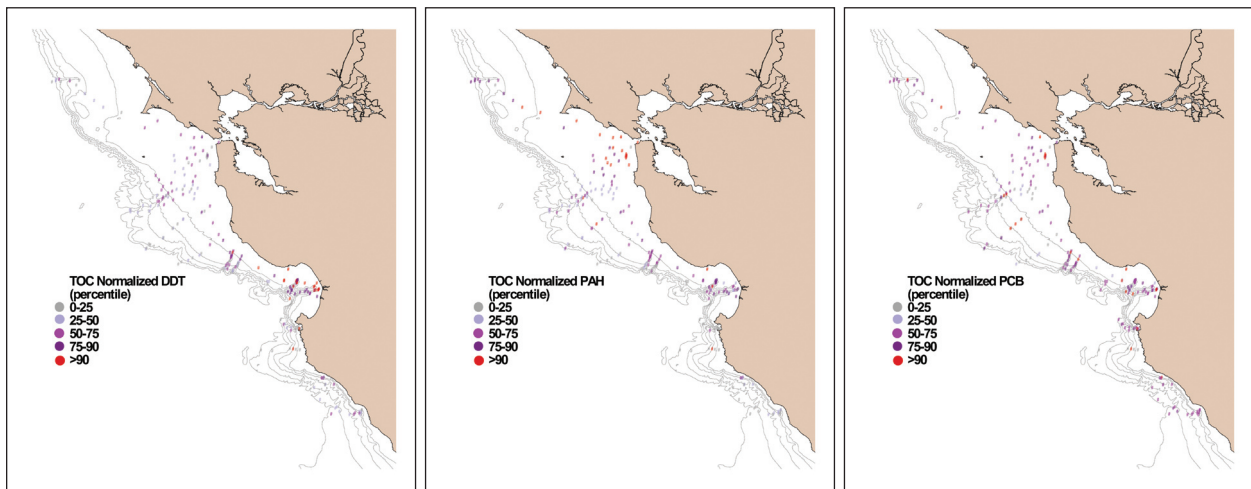 TOC Normalized DDT
(percentile)
0-25
25-50
50-75
75-90
>90
TOC Normalized PAH
(percentile)
0-25
25-50
50-75
75-90
>90
TOC Normalized PCB
(percentile)
0-25
25-50
50-75
75-90
>90